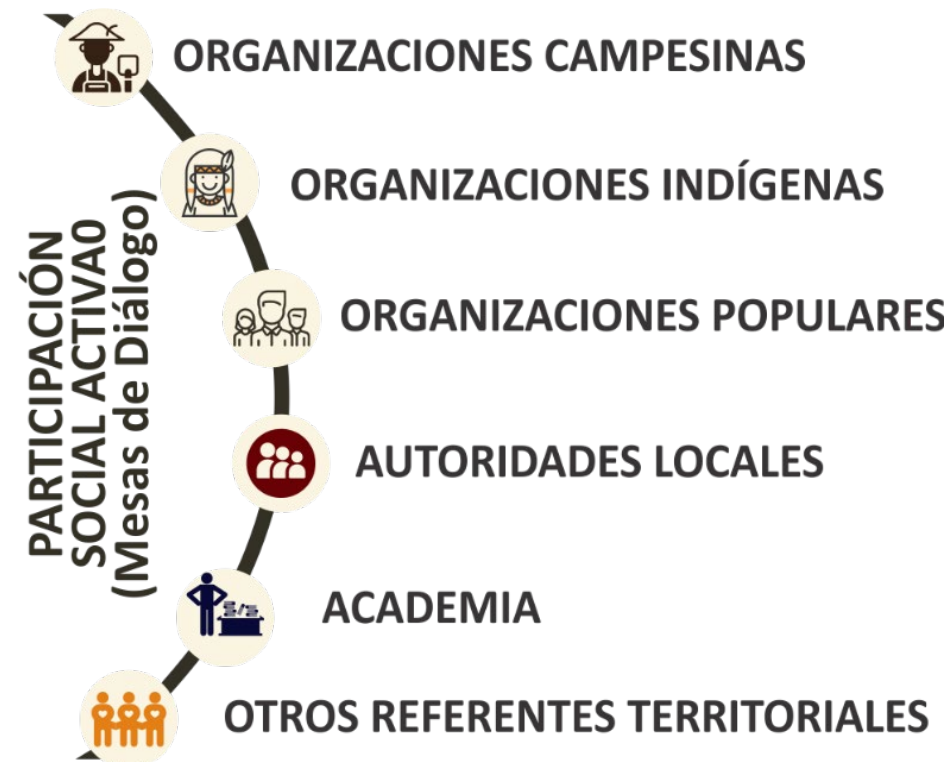 PARTICIPACIÓN
SOCIAL ACTIVA0
(Mesas de Diálogo)
ORGANIZACIONES CAMPESINAS
ORGANIZACIONES INDÍGENAS
ORGANIZACIONES POPULARES
AUTORIDADES LOCALES
ACADEMIA
OTROS REFERENTES TERRITORIALES